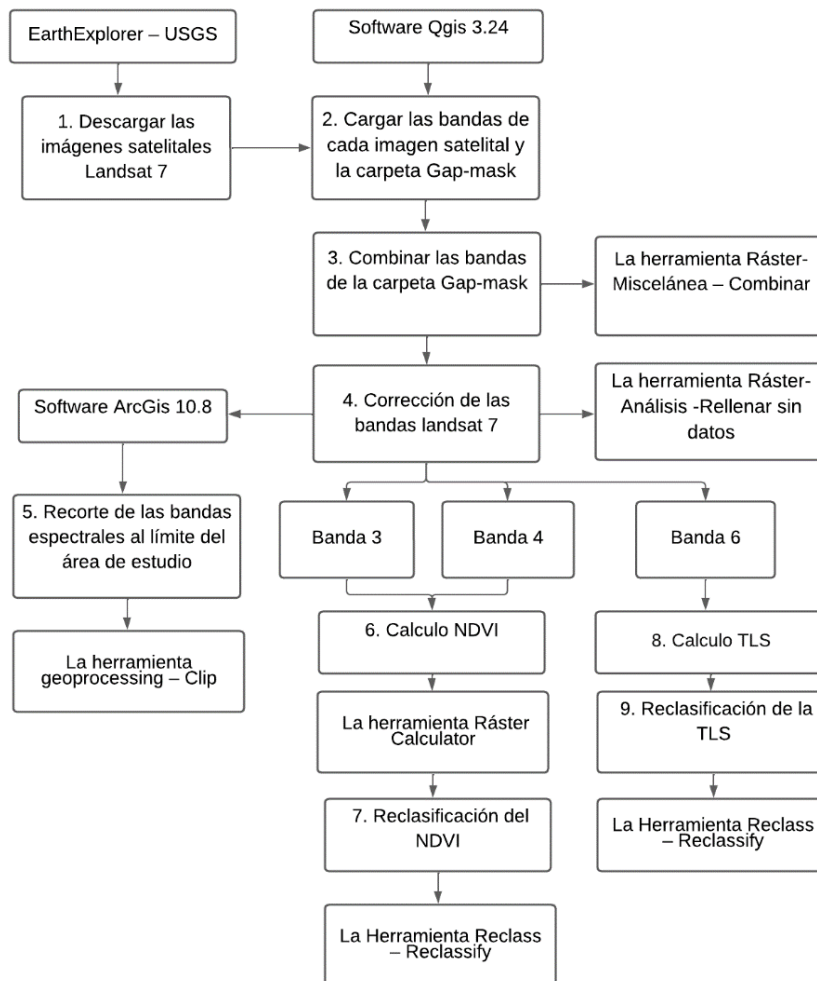 EarthExplorer – USGS
Software Qgis 3.24
1. Descargar las
imágenes satelitales
Landsat 7
2. Cargar las bandas de
cada imagen satelital y
la carpeta Gap-mask
3. Combinar las bandas
de la carpeta Gap-mask
La herramienta Ráster-
Miscelánea – Combinar
Software ArcGis 10.8
4. Corrección de las
bandas landsat 7
La herramienta Ráster-
Análisis -Rellenar sin
datos
5. Recorte de las bandas
espectrales al límite del
área de estudio
Banda 3
Banda 4
Banda 6
La herramienta
geoprocessing – Clip
6. Calculo NDVI
8. Calculo TLS
La herramienta Ráster
Calculator
9. Reclasificación de la
TLS
7. Reclasificación del
NDVI
La Herramienta Reclass
– Reclassify
La Herramienta Reclass
– Reclassify